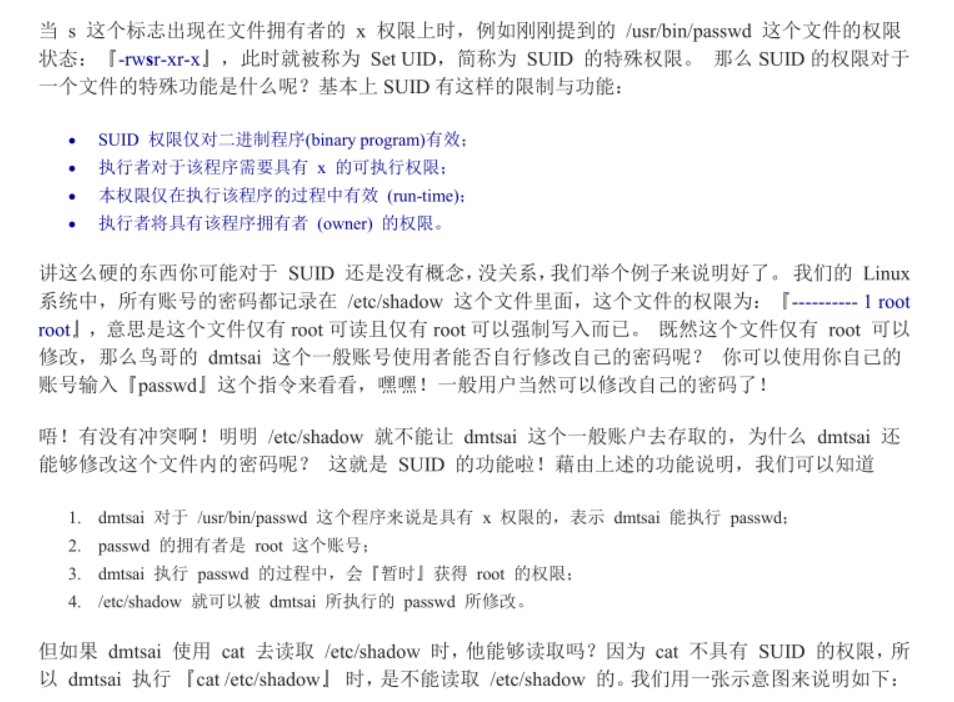 当 s 这个标志出现在文件拥有者的 x 权限上时，例如刚刚提到的 /usr/bin/passwd 这个文件的权限
状态：『-rwsr-xr-x』，此时就被称为 Set UID，简称为 SUID 的特殊权限。 那么 SUID 的权限对于
一个文件的特殊功能是什么呢？基本上 SUID 有这样的限制与功能：
• SUID 权限仅对二进制程序(binary program)有效；
• 执行者对于该程序需要具有 x 的可执行权限；
• 本权限仅在执行该程序的过程中有效 (run-time)；
• 执行者将具有该程序拥有者 (owner) 的权限。
讲这么硬的东西你可能对于 SUID 还是没有概念，没关系，我们举个例子来说明好了。 我们的 Linux
系统中，所有账号的密码都记录在 /etc/shadow 这个文件里面，这个文件的权限为：『---------- 1 root
root』，意思是这个文件仅有 root 可读且仅有 root 可以强制写入而已。 既然这个文件仅有 root 可以
修改，那么鸟哥的 dmtsai 这个一般账号使用者能否自行修改自己的密码呢？ 你可以使用你自己的
账号输入『passwd』这个指令来看看，嘿嘿！一般用户当然可以修改自己的密码了！
唔！有没有冲突啊！明明 /etc/shadow 就不能让 dmtsai 这个一般账户去存取的，为什么 dmtsai 还
能够修改这个文件内的密码呢？ 这就是 SUID 的功能啦！藉由上述的功能说明，我们可以知道
1. dmtsai 对于 /usr/bin/passwd 这个程序来说是具有 x 权限的，表示 dmtsai 能执行 passwd；
2. passwd 的拥有者是 root 这个账号；
3. dmtsai 执行 passwd 的过程中，会『暂时』获得 root 的权限；
4. /etc/shadow 就可以被 dmtsai 所执行的 passwd 所修改。
但如果 dmtsai 使用 cat 去读取 /etc/shadow 时，他能够读取吗？因为 cat 不具有 SUID 的权限，所
以 dmtsai 执行 『cat /etc/shadow』 时，是不能读取 /etc/shadow 的。我们用一张示意图来说明如下：